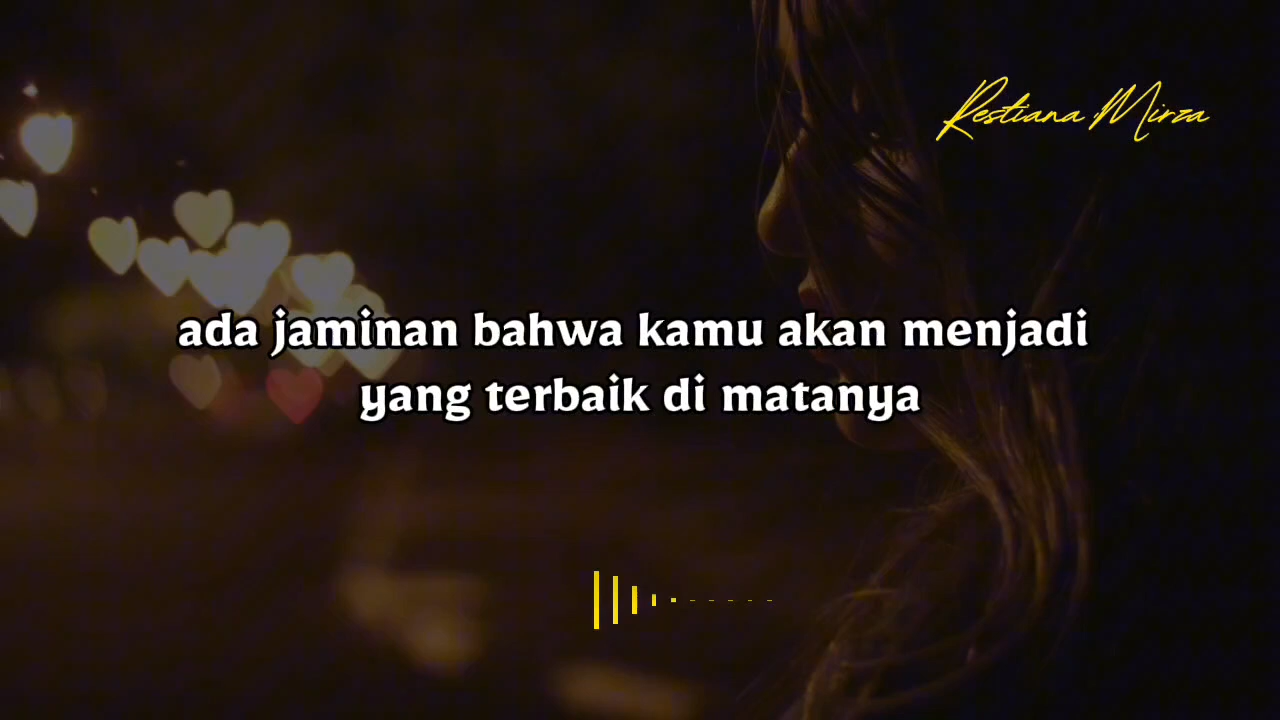 Restiana Mirza
ada jaminan bahwa kamu akan menjadi
yang terbaik di matanya